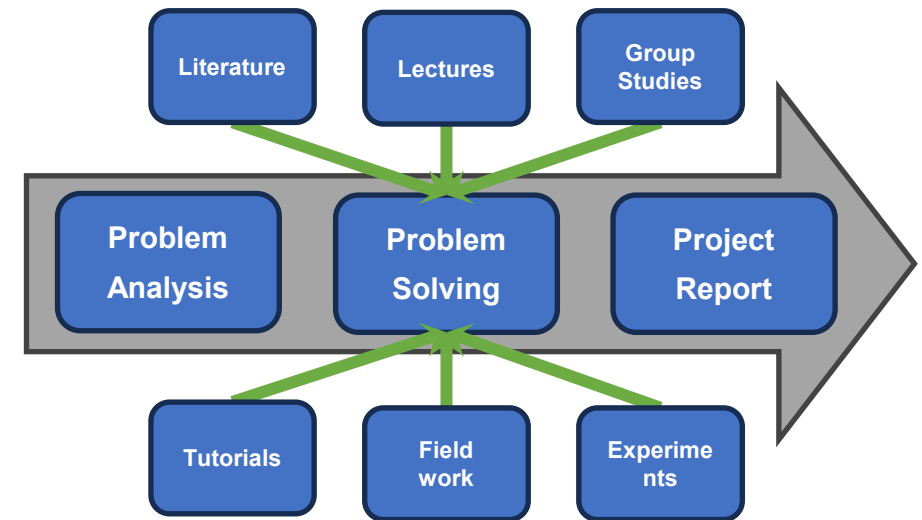 Literature
Lectures
Group
Studies
Problem
Analysis
Problem
Solving
Project
Report
Tutorials
Field
work
Experime
nts